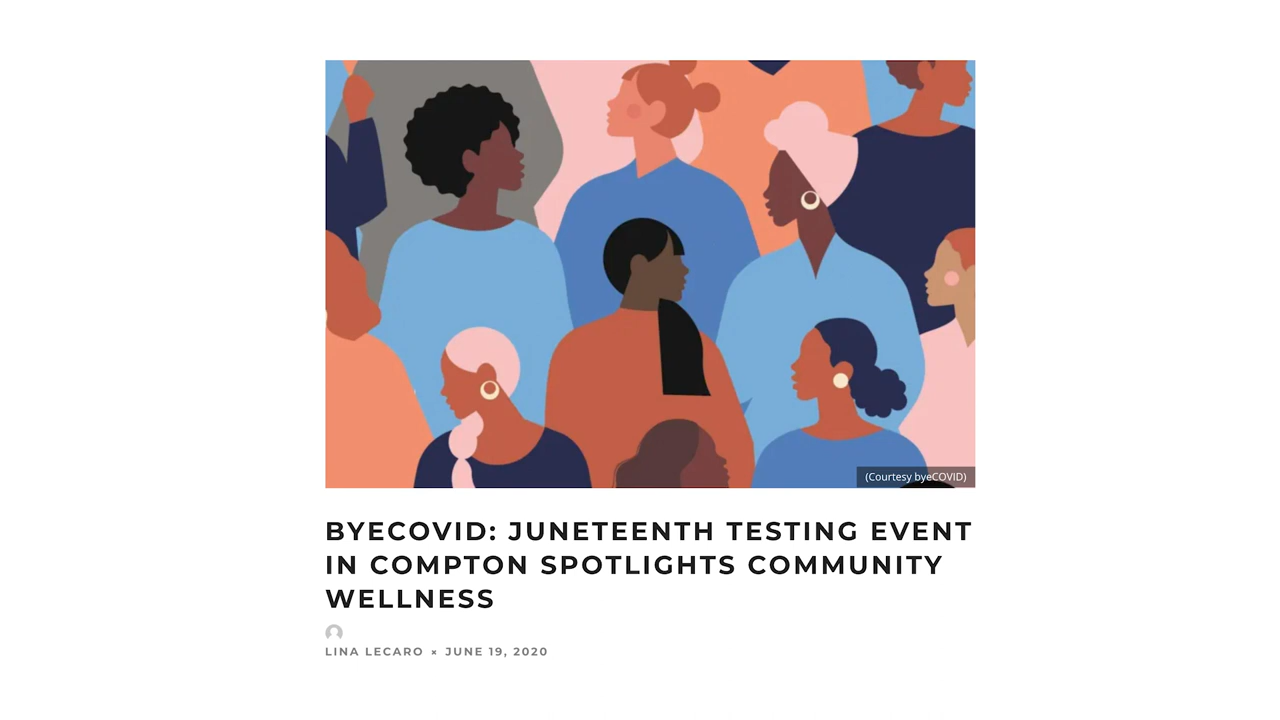 (Courtesy byeCOVID)
BYECOVID: JUNETEENTH TESTING EVENT
IN COMPTON SPOTLIGHTS COMMUNITY
WELLNESS
LINA LECARO × JUNE 19, 2020